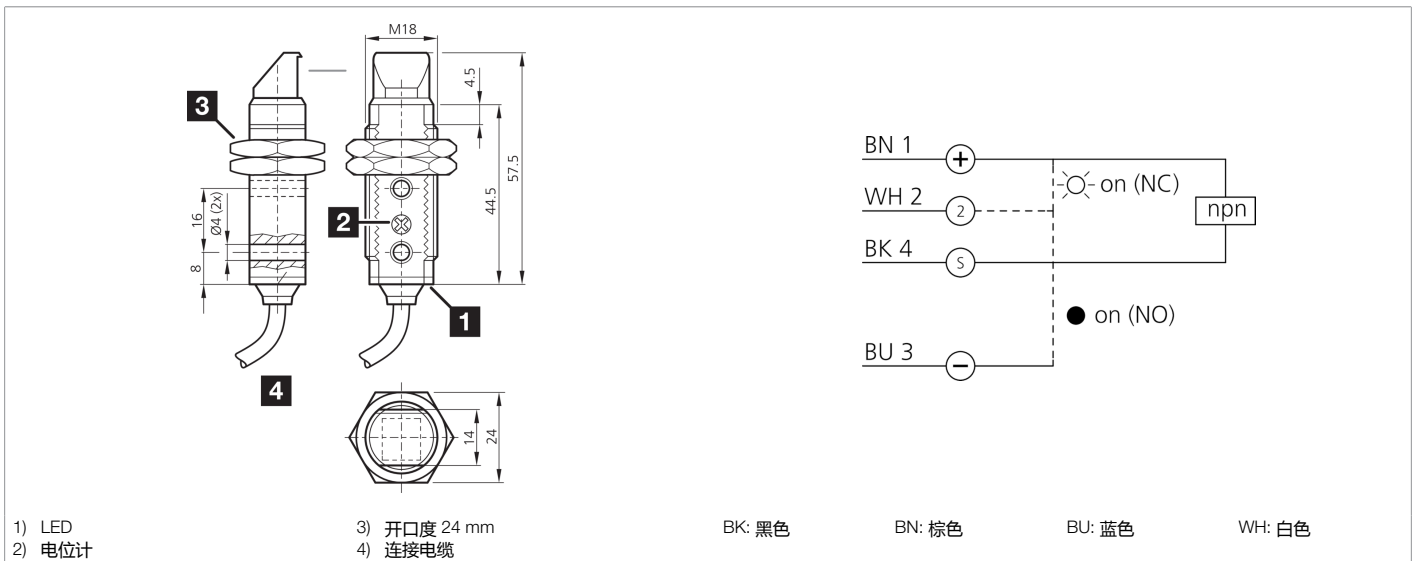 M18
4.5
3
57.5
44.5
16
Ø4 (2x)
8
2
1
4
14
24
BN 1
+
on (NC)
WH 2
2
npn
BK 4
S
on (NO)
BU 3
−
1) LED
2) 电位计
3) 开口度 24 mm
4) 连接电缆
BK: 黑色
BN: 棕色
BU: 蓝色
WH: 白色